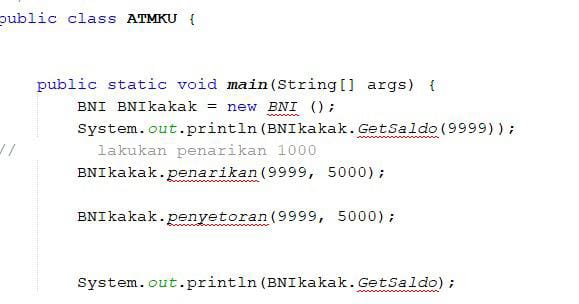 public class ATMKU {
public static void main(String[] args) {
BNI BNIkakak = new BNI ();
System.out.println(BNIkakak.GetSaldo(9999));
// lakukan penarikan 1000
BNIkakak.penarikan(9999, 5000);
BNIkakak.penyetoran(9999, 5000);
System.out.println(BNIkakak.GetSaldo);